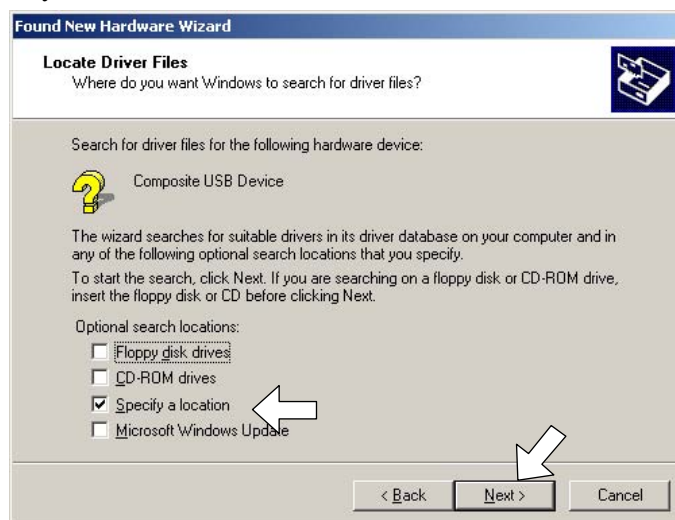 Found New Hardware Wizard
Locate Driver Files
Where do you want Windows to search for driver files?
Search for driver files for the following hardware device:
Composite USB Device
The wizard searches for suitable drivers in its driver database on your computer and in
any of the following optional search locations that you specify.
To start the search, click Next. If you are searching on a floppy disk or CD-ROM drive,
insert the floppy disk or CD before clicking Next.
Optional search locations:
Floppy disk drives
CD-ROM drives
Specify a location
Microsoft Windows Update
< Back Next > Cancel